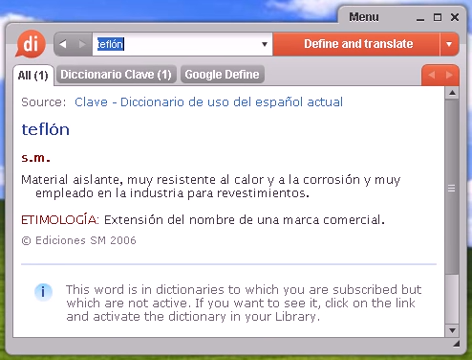 Menu
di
teflón
Define and translate
All (1)
Diccionario Clave (1)
Google Define
Source: Clave - Diccionario de uso del español actual
teflón
s.m.
Material aislante, muy resistente al calor y a la corrosión y muy
empleado en la industria para revestimientos.
ETIMOLOGÍA: Extensión del nombre de una marca comercial.
© Ediciones SM 2006
i
This word is in dictionaries to which you are subscribed but
which are not active. If you want to see it, click on the link
and activate the dictionary in your Library.